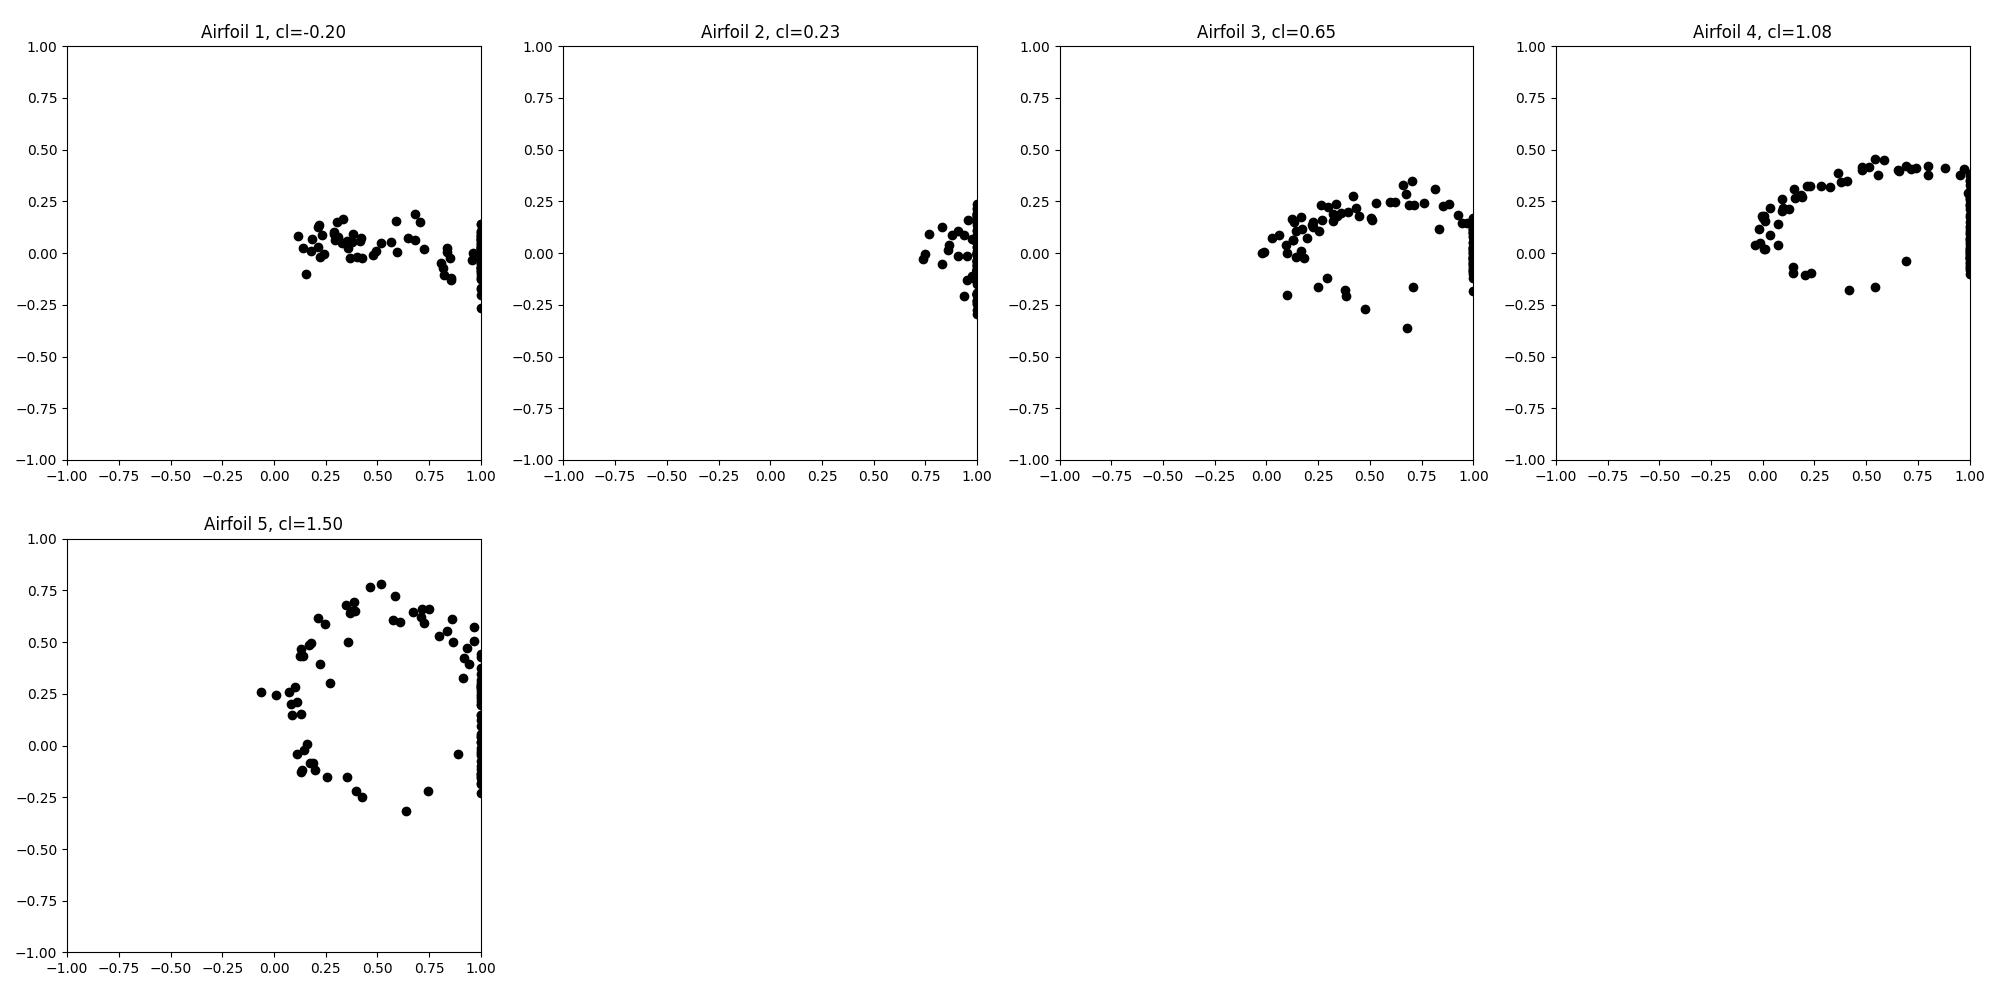 Airfoil 1, cl=-0.20
Airfoil 2, cl=0.23
Airfoil 3, cl=0.65
Airfoil 4, cl=1.08
1.00 1.00 1.00 1.00
0.75 0.75 0.75 0.75
0.50 0.50 0.50 0.50
0.25 0.25 0.25 0.25
0.00 0.00 0.00 0.00
−0.25 −0.25 −0.25 −0.25
−0.50 −0.50 −0.50 −0.50
−0.75 −0.75 −0.75 −0.75
−1.00 −1.00 −1.00 −1.00
−1.00 −0.75 −0.50 −0.25 0.00 0.25 0.50 0.75 1.00
−1.00 −0.75 −0.50 −0.25 0.00 0.25 0.50 0.75 1.00
−1.00 −0.75 −0.50 −0.25 0.00 0.25 0.50 0.75 1.00
−1.00 −0.75 −0.50 −0.25 0.00 0.25 0.50 0.75 1.00
Airfoil 5, cl=1.50
1.00
0.75
0.50
0.25
0.00
−0.25
−0.50
−0.75
−1.00
−1.00 −0.75 −0.50 −0.25 0.00 0.25 0.50 0.75 1.00